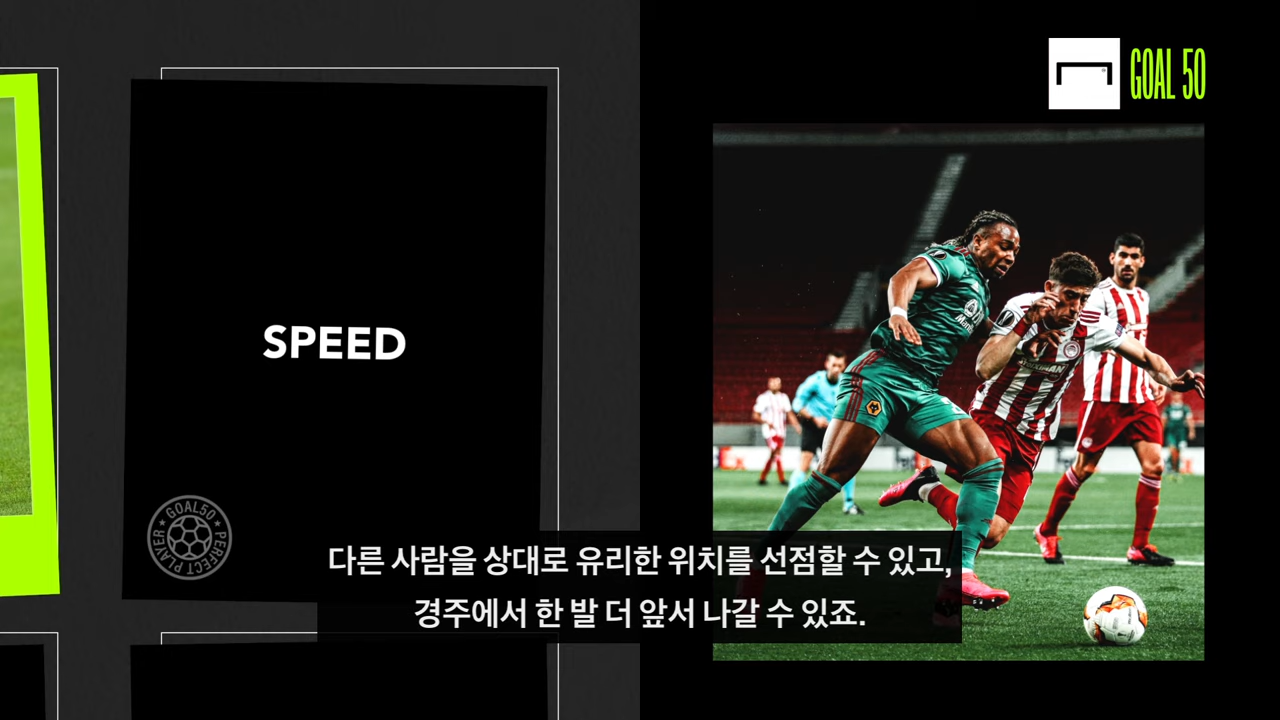 GOAL 50
SPEED
GOAL50 ★ PERFECT PLAYER ★
다른 사람을 상대로 유리한 위치를 선점할 수 있고,
경주에서 한 발 더 앞서 나갈 수 있죠.